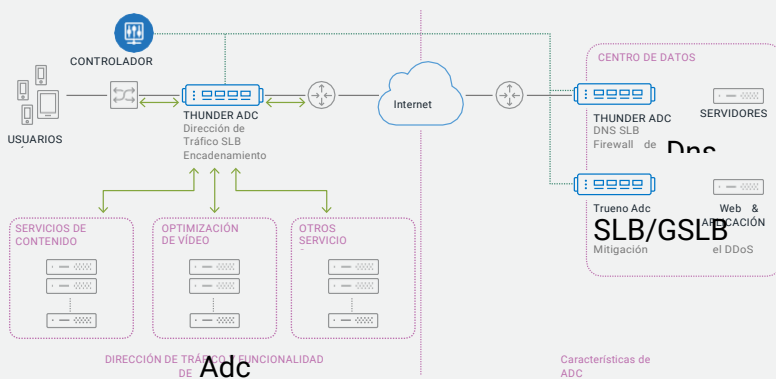 CONTROLADOR
USUARIOS
THUNDER ADC
Dirección de
Tráfico SLB
Encadenamiento
Internet
CENTRO DE DATOS
THUNDER ADC
DNS SLB
Firewall de Dns
SERVIDORES
Trueno Adc
SLB/GSLB
Mitigación
Web &
APLICACIÓN
el DDoS
SERVICIOS DE
CONTENIDO
OPTIMIZACIÓN
DE VÍDEO
OTROS
SERVICIO
DIRECCIÓN DE TRÁFICO Y FUNCIONALIDAD
DE Adc
Características de
ADC